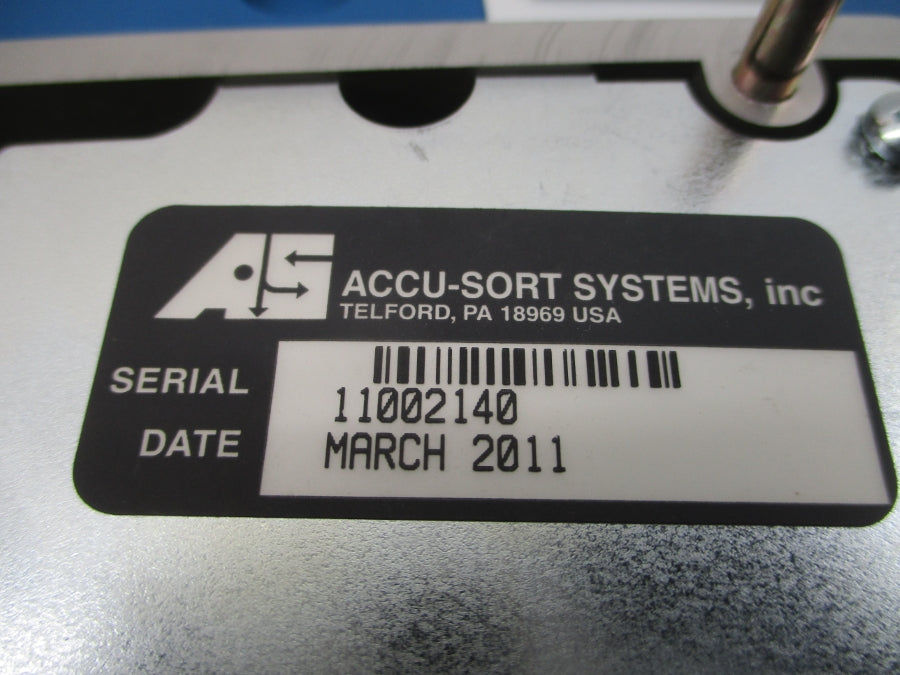 AS
ACCU-SORT SYSTEMS, inc
TELFORD, PA 18969 USA
SERIAL 11002140
DATE MARCH 2011